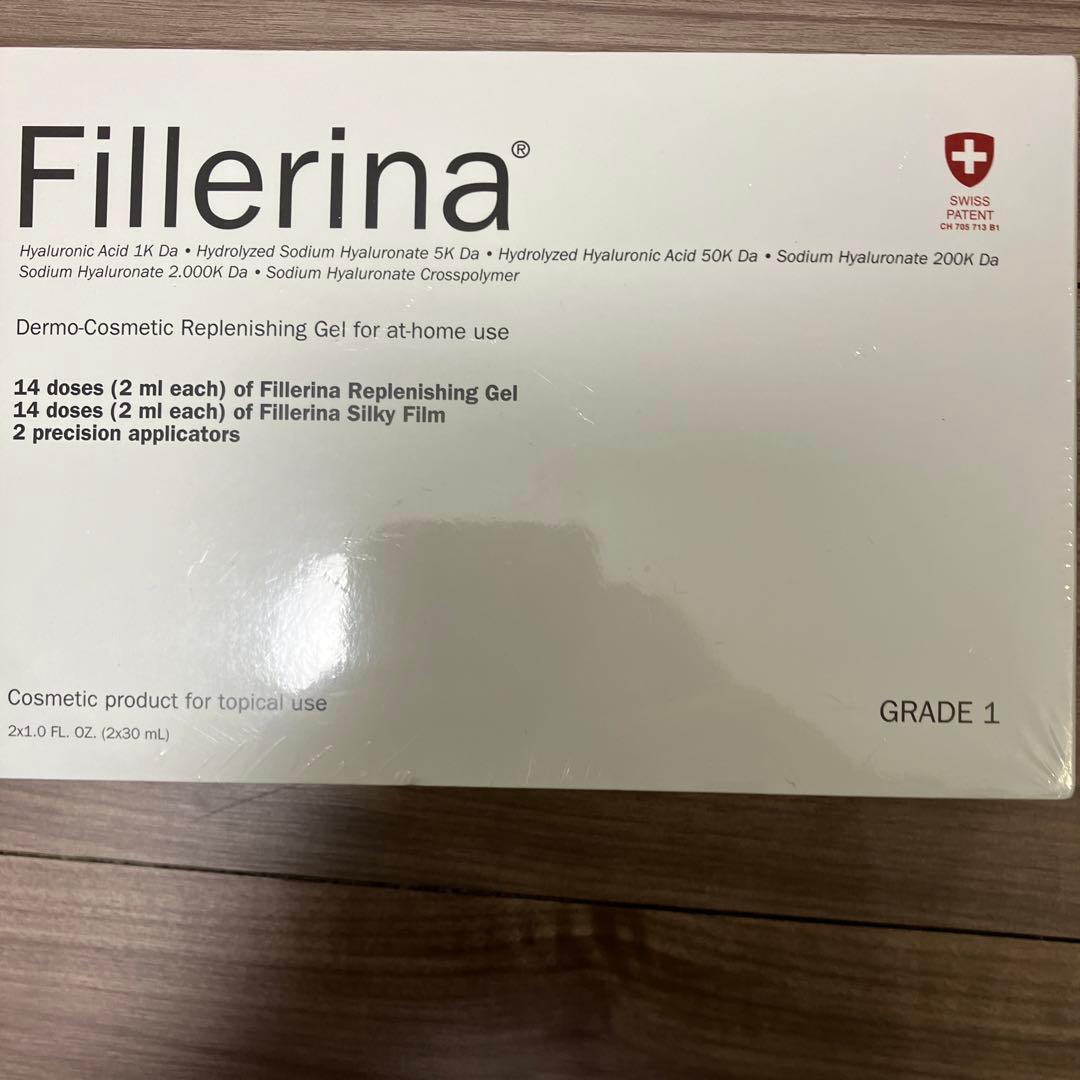 Fillerina®
SWISS
PATENT
CH 705 713 B1
Hyaluronic Acid 1K Da • Hydrolyzed Sodium Hyaluronate 5K Da • Hydrolyzed Hyaluronic Acid 50K Da • Sodium Hyaluronate 200K Da
Sodium Hyaluronate 2.000K Da • Sodium Hyaluronate Crosspolymer
Dermo-Cosmetic Replenishing Gel for at-home use
14 doses (2 ml each) of Fillerina Replenishing Gel
14 doses (2 ml each) of Fillerina Silky Film
2 precision applicators
Cosmetic product for topical use
2x1.0 FL. OZ. (2x30 mL)
GRADE 1